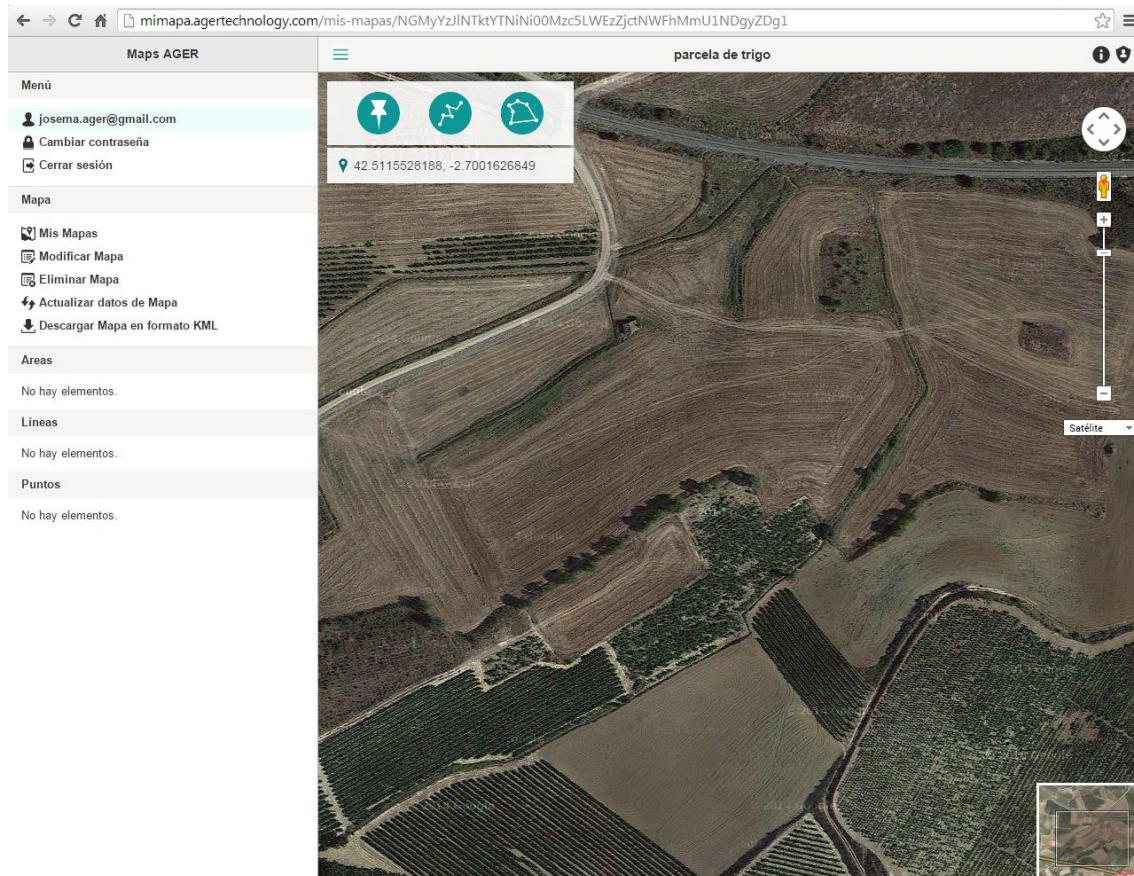 mimapa.agertechnology.com/mis-mapas/NGMyYzJlNTktYTNiNi00Mzc5LWEzZjctNWFhMmU1NDgyZDg1
Maps AGER
parcela de trigo
Menú
josema.ager@gmail.com
Cambiar contraseña
Cerrar sesión
42.5115528188, -2.7001626849
Mapa
Mis Mapas
Modificar Mapa
Eliminar Mapa
Actualizar datos de Mapa
Descargar Mapa en formato KML
Areas
No hay elementos.
Líneas
No hay elementos.
Puntos
No hay elementos.
Satélite